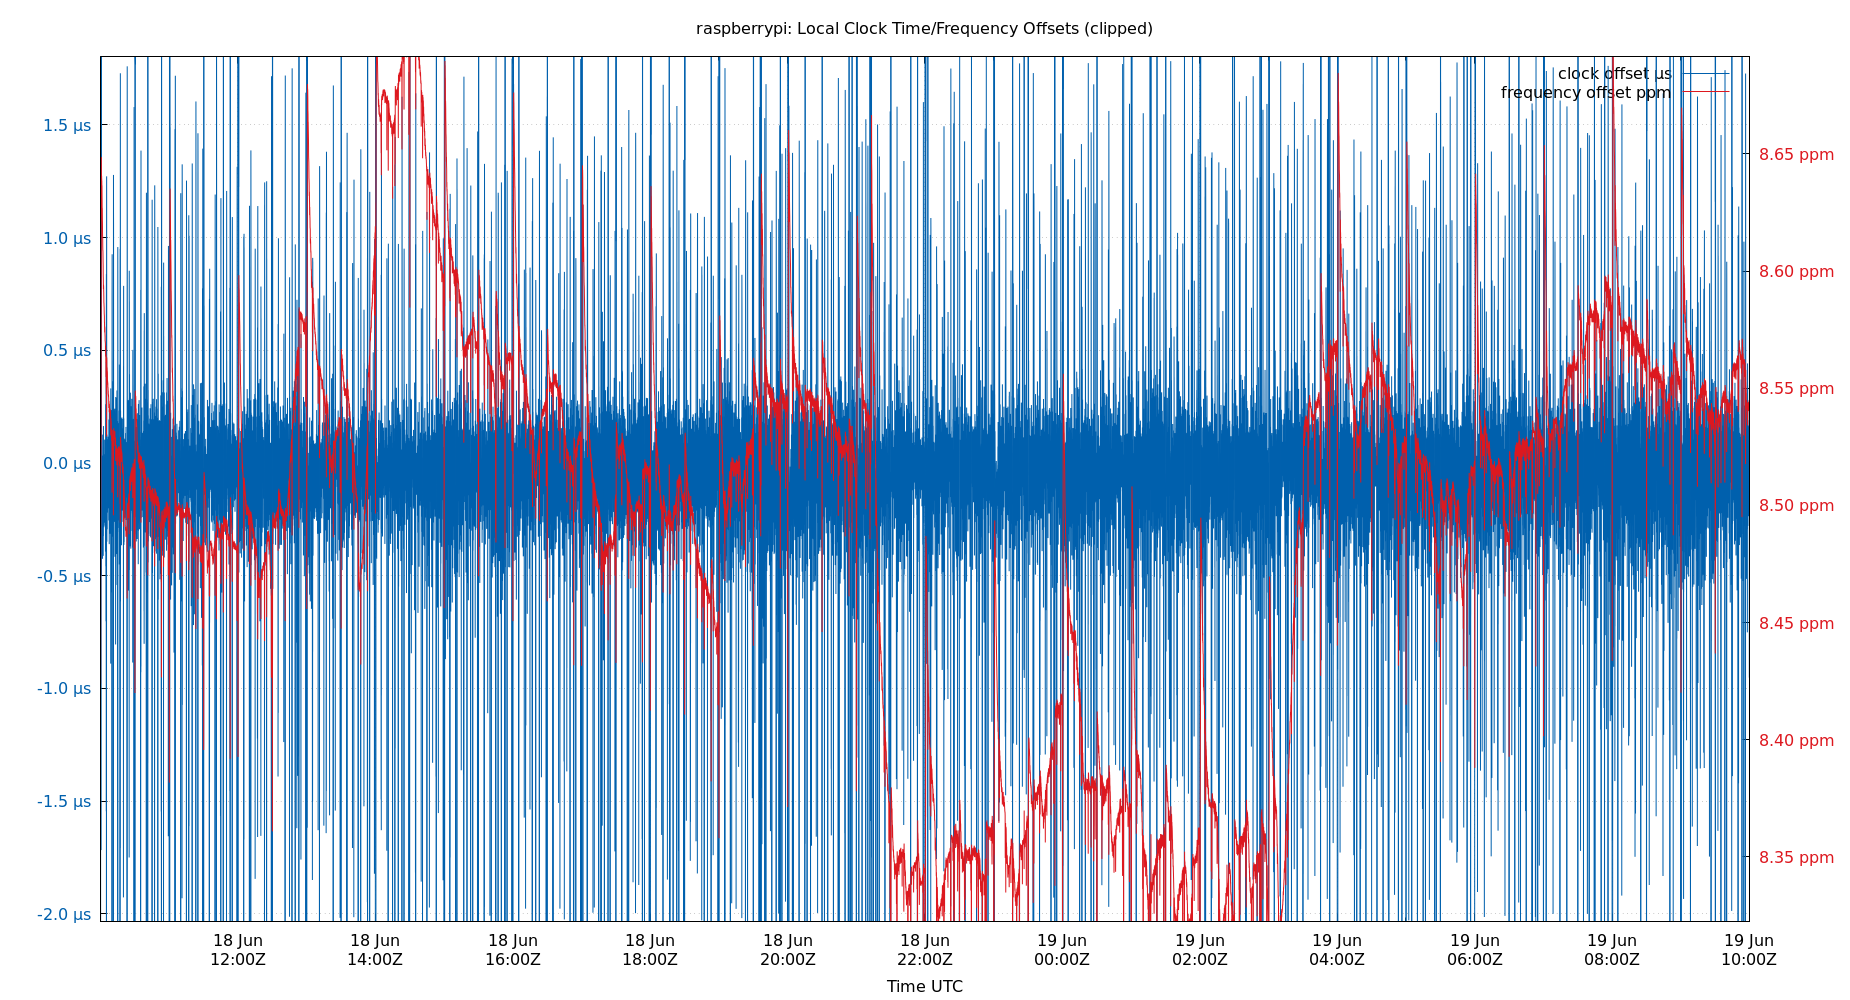 raspberrypi: Local Clock Time/Frequency Offsets (clipped)
clock offset µs
frequency offset ppm
1.5 µs
1.0 µs
0.5 µs
0.0 µs
-0.5 µs
-1.0 µs
-1.5 µs
-2.0 µs
8.65 ppm
8.60 ppm
8.55 ppm
8.50 ppm
8.45 ppm
8.40 ppm
8.35 ppm
18 Jun 18 Jun 18 Jun 18 Jun 18 Jun 18 Jun 19 Jun 19 Jun 19 Jun 19 Jun 19 Jun 19 Jun
12:00Z 14:00Z 16:00Z 18:00Z 20:00Z 22:00Z 00:00Z 02:00Z 04:00Z 06:00Z 08:00Z 10:00Z
Time UTC